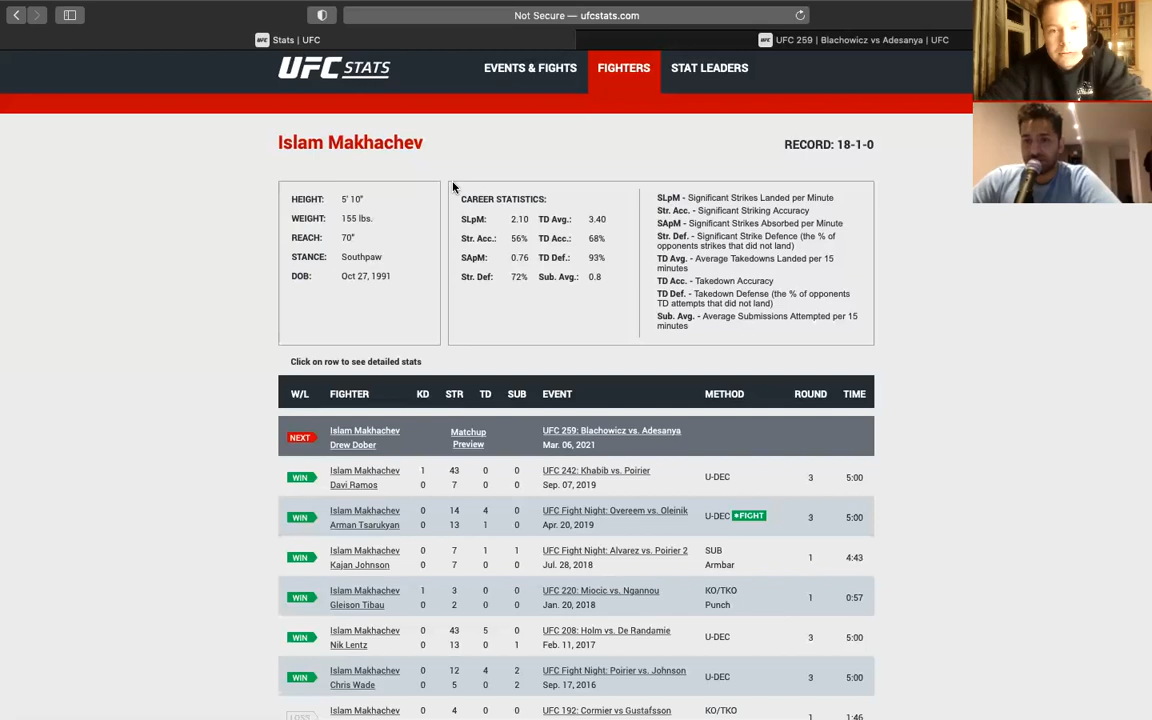 Not Secure — ufcstats.com
Stats | UFC
UFC 259 | Blachowicz vs Adesanya | UFC
UFC STATS
EVENTS & FIGHTS FIGHTERS STAT LEADERS
Islam Makhachev
RECORD: 18-1-0
HEIGHT: 5' 10"
WEIGHT: 155 lbs.
REACH: 70"
STANCE: Southpaw
DOB: Oct 27, 1991
CAREER STATISTICS:
SLpM: 2.10 TD Avg.: 3.40
Str. Acc.: 56% TD Acc.: 68%
SApM: 0.76 TD Def.: 93%
Str. Def: 72% Sub. Avg.: 0.8
SLpM - Significant Strikes Landed per Minute
Str. Acc. - Significant Striking Accuracy
SApM - Significant Strikes Absorbed per Minute
Str. Def. - Significant Strike Defence (the % of
opponents strikes that did not land)
TD Avg. - Average Takedowns Landed per 15
minutes
TD Acc. - Takedown Accuracy
TD Def. - Takedown Defense (the % of opponents
TD attempts that did not land)
Sub. Avg. - Average Submissions Attempted per 15
minutes
Click on row to see detailed stats
W/L FIGHTER KD STR TD SUB EVENT METHOD ROUND TIME
NEXT
Islam Makhachev Matchup UFC 259: Blachowicz vs. Adesanya
Drew Dober Preview Mar. 06, 2021
WIN
Islam Makhachev 1 43 0 0 UFC 242: Khabib vs. Poirier U-DEC 3 5:00
Davi Ramos 0 7 0 0 Sep. 07, 2019
WIN
Islam Makhachev 0 14 4 0 UFC Fight Night: Overeem vs. Oleinik U-DEC FIGHT 3 5:00
Arman Tsarukyan 0 13 1 0 Apr. 20, 2019
WIN
Islam Makhachev 0 7 1 1 UFC Fight Night: Alvarez vs. Poirier 2 SUB 1 4:43
Kajan Johnson 0 7 0 0 Jul. 28, 2018 Armbar
WIN
Islam Makhachev 1 3 0 0 UFC 220: Miocic vs. Ngannou KO/TKO 1 0:57
Gleison Tibau 0 2 0 0 Jan. 20, 2018 Punch
WIN
Islam Makhachev 0 43 5 0 UFC 208: Holm vs. De Randamie U-DEC 3 5:00
Nik Lentz 0 13 0 1 Feb. 11, 2017
WIN
Islam Makhachev 0 12 4 2 UFC Fight Night: Poirier vs. Johnson U-DEC 3 5:00
Chris Wade 0 5 0 2 Sep. 17, 2016
LOSS
Islam Makhachev 0 4 0 0 UFC 192: Cormier vs Gustafsson KO/TKO 1 1:46